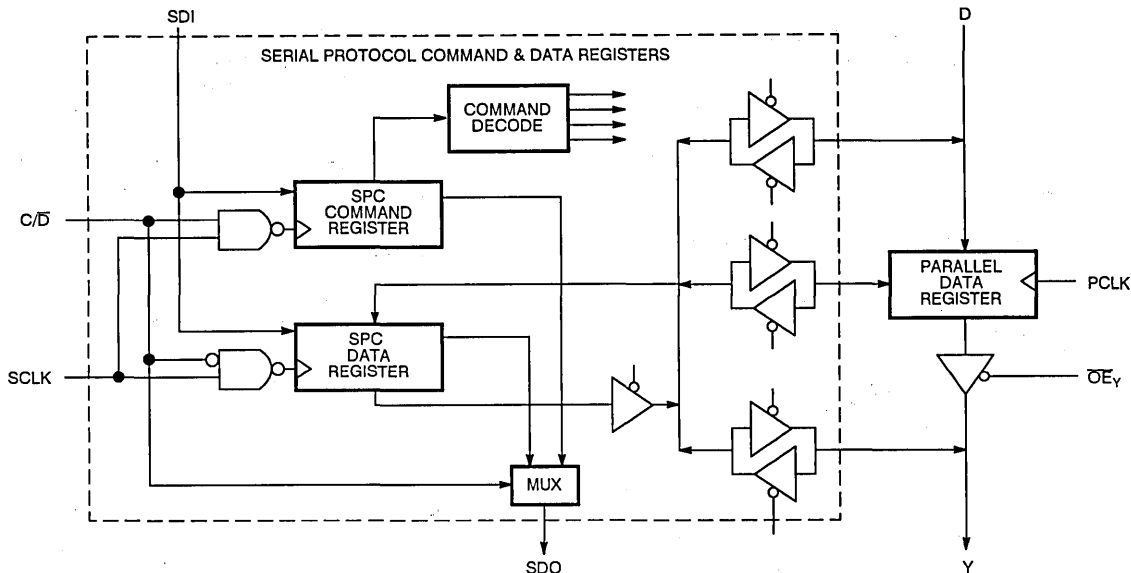 SDI
D
SERIAL PROTOCOL COMMAND & DATA REGISTERS
COMMAND
DECODE
SPC
COMMAND
REGISTER
C/D̅
PARALLEL
DATA
REGISTER
PCLK
SPC
DATA
REGISTER
SCLK
O̅E̅Y
MUX
SDO
Y